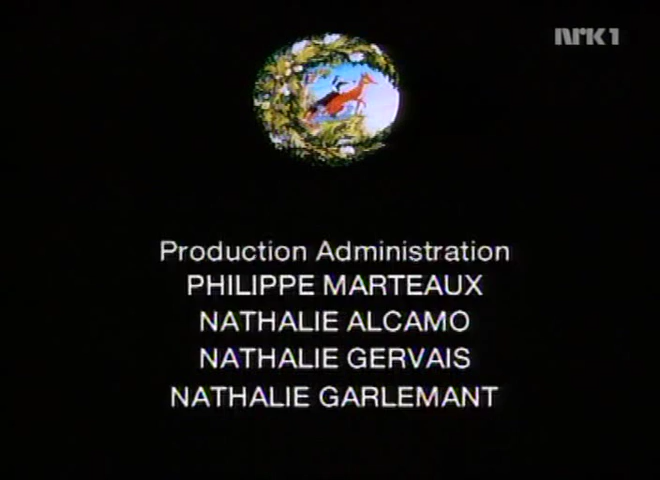 NRK1
Production Administration
PHILIPPE MARTEAUX
NATHALIE ALCAMO
NATHALIE GERVAIS
NATHALIE GARLEMANT